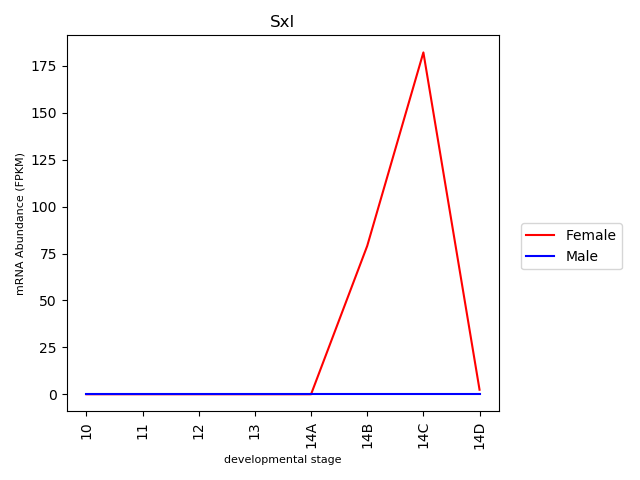 Sxl
175
150
125
100
75
50
25
0
mRNA Abundance (FPKM)
10
11
12
13
14A
14B
14C
14D
developmental stage
Female
Male